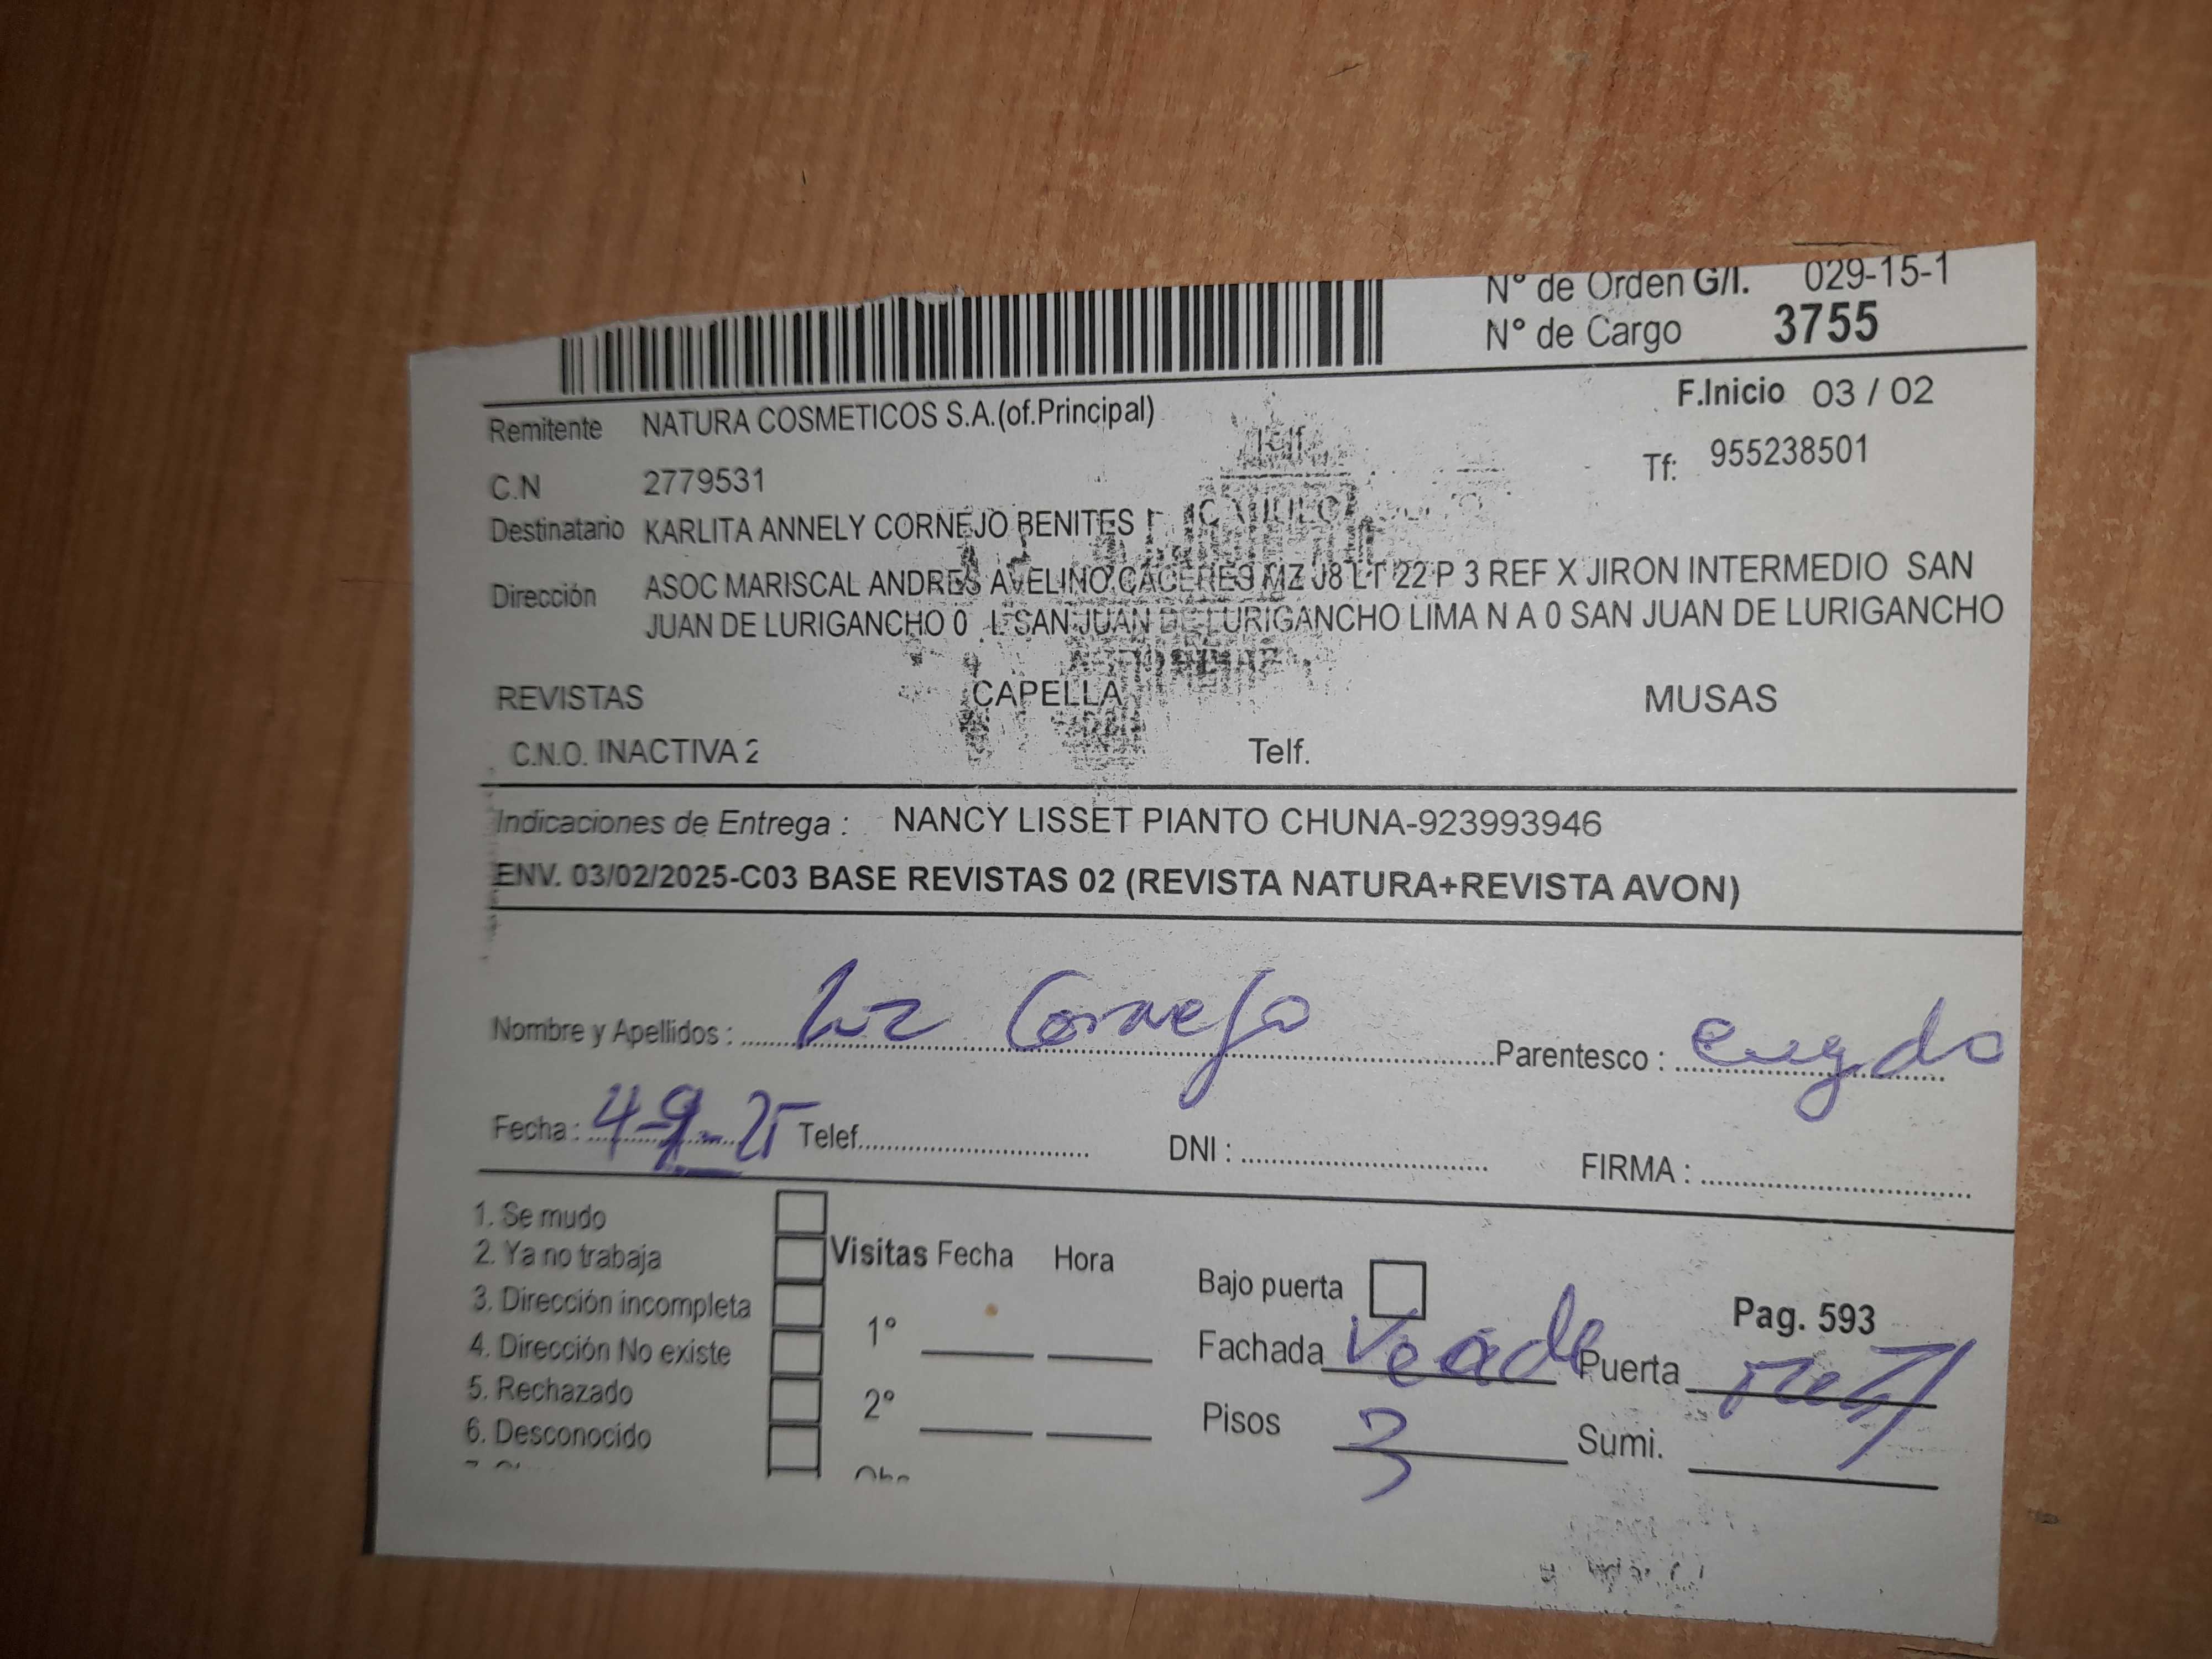 Nº de Orden G/I. 029-15-1
N° de Cargo 3755
F.Inicio 03 / 02
Remitente NATURA COSMETICOS S.A.(of.Principal)
Tf: 955238501
C.N 2779531
Destinatario KARLITA ANNELY CORNEJO BENITES
Dirección ASOC MARISCAL ANDRES AVELINO CACERES MZ J8 LT 22 P 3 REF X JIRON INTERMEDIO SAN
JUAN DE LURIGANCHO 0 L SAN JUAN DE LURIGANCHO LIMA N A 0 SAN JUAN DE LURIGANCHO
REVISTAS CAPELLA MUSAS
C.N.O. INACTIVA 2 Telf.
Indicaciones de Entrega : NANCY LISSET PIANTO CHUNA-923993946
ENV. 03/02/2025-C03 BASE REVISTAS 02 (REVISTA NATURA+REVISTA AVON)
Nombre y Apellidos : Luz Cornejo Parentesco :
Fecha : 4-9-25 Telef. DNI : FIRMA :
1. Se mudo
2. Ya no trabaja
3. Dirección incompleta
4. Dirección No existe
5. Rechazado
6. Desconocido
Visitas Fecha Hora
1°
2°
Bajo puerta
Pag. 593
Fachada Verde Puerta
Pisos 3 Sumi.